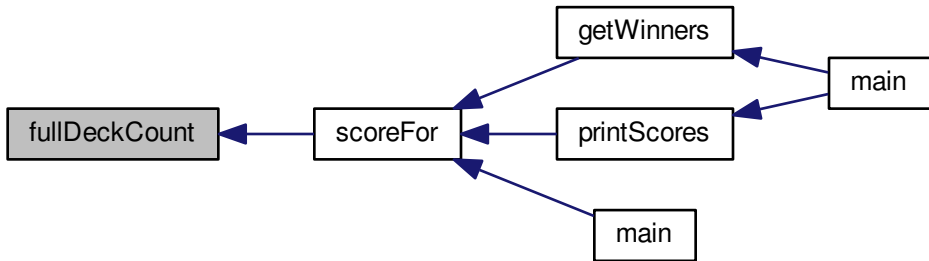 getWinners
main
fullDeckCount
scoreFor
printScores
main